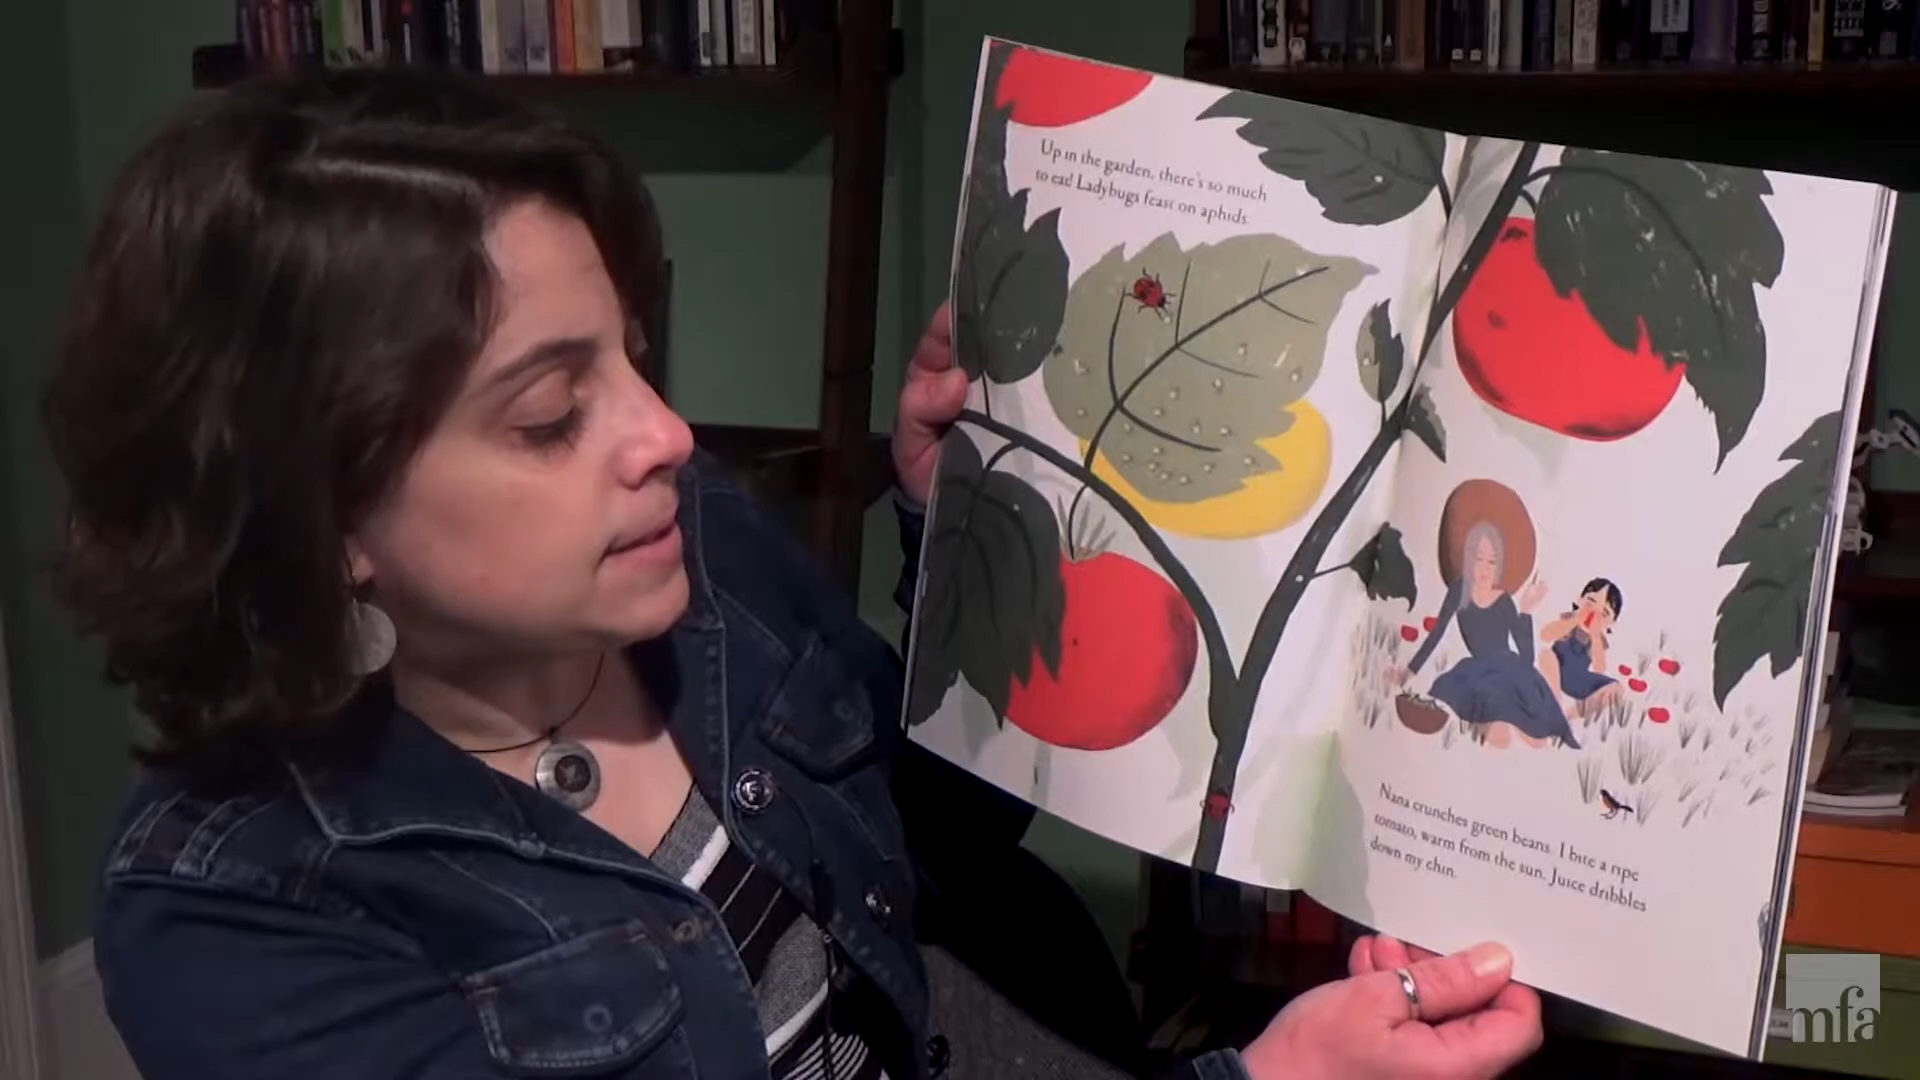 Up in the garden, there's so much
to eat! Ladybugs feast on aphids.
Nana crunches green beans. I bite a ripe
tomato, warm from the sun. Juice dribbles
down my chin.
mfa